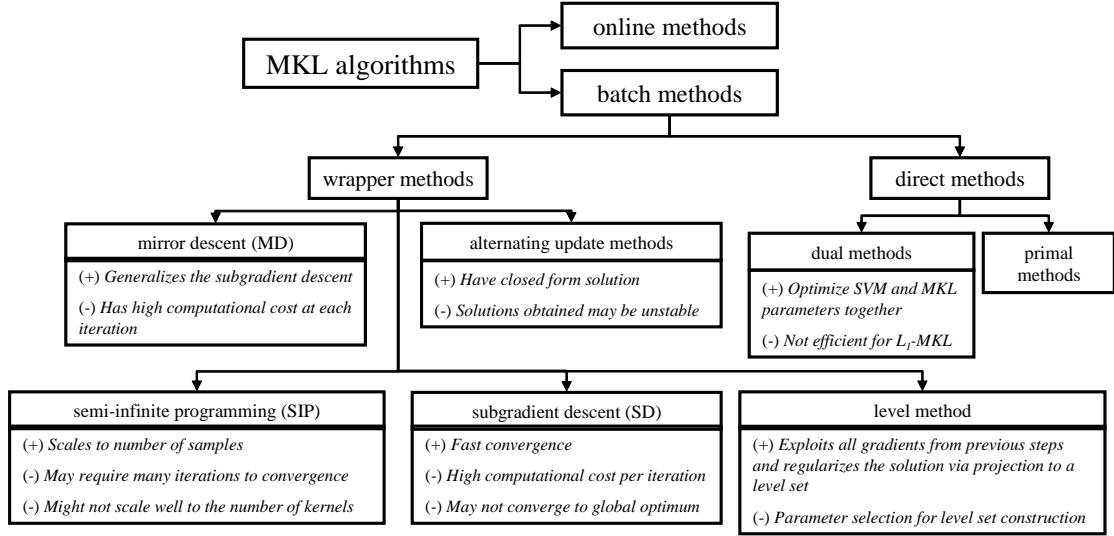 online methods
MKL algorithms
batch methods
wrapper methods
direct methods
mirror descent (MD)
(+) Generalizes the subgradient descent
(-) Has high computational cost at each
iteration
alternating update methods
(+) Have closed form solution
(-) Solutions obtained may be unstable
dual methods
(+) Optimize SVM and MKL
parameters together
(-) Not efficient for L1-MKL
primal
methods
semi-infinite programming (SIP)
(+) Scales to number of samples
(-) May require many iterations to convergence
(-) Might not scale well to the number of kernels
subgradient descent (SD)
(+) Fast convergence
(-) High computational cost per iteration
(-) May not converge to global optimum
level method
(+) Exploits all gradients from previous steps
and regularizes the solution via projection to a
level set
(-) Parameter selection for level set construction